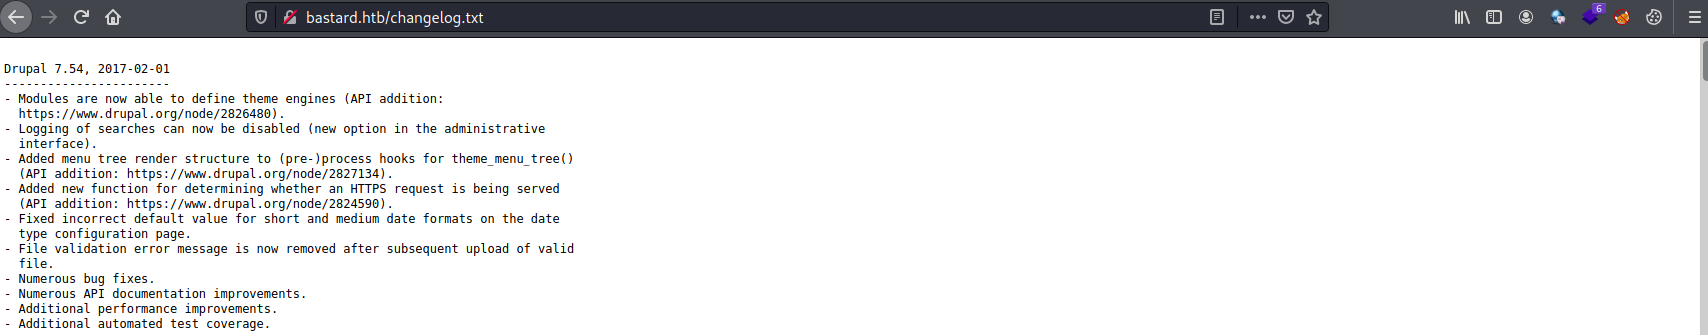 bastard.htb/changelog.txt
6
Drupal 7.54, 2017-02-01
-----------------------
- Modules are now able to define theme engines (API addition:
  https://www.drupal.org/node/2826480).
- Logging of searches can now be disabled (new option in the administrative
  interface).
- Added menu tree render structure to (pre-)process hooks for theme_menu_tree()
  (API addition: https://www.drupal.org/node/2827134).
- Added new function for determining whether an HTTPS request is being served
  (API addition: https://www.drupal.org/node/2824590).
- Fixed incorrect default value for short and medium date formats on the date
  type configuration page.
- File validation error message is now removed after subsequent upload of valid
  file.
- Numerous bug fixes.
- Numerous API documentation improvements.
- Additional performance improvements.
- Additional automated test coverage.